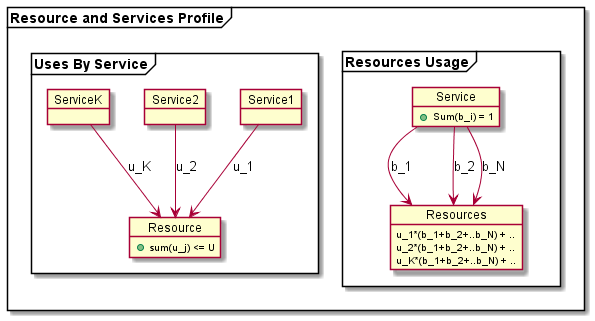 Resource and Services Profile
Uses By Service
ServiceK
Service2
Service1
u_K
u_2
u_1
Resource
sum(u_j) <= U
Resources Usage
Service
Sum(b_i) = 1
b_1
b_2
b_N
Resources
u_1*(b_1+b_2+..b_N) + ..
u_2*(b_1+b_2+..b_N) + ..
u_K*(b_1+b_2+..b_N) + ..